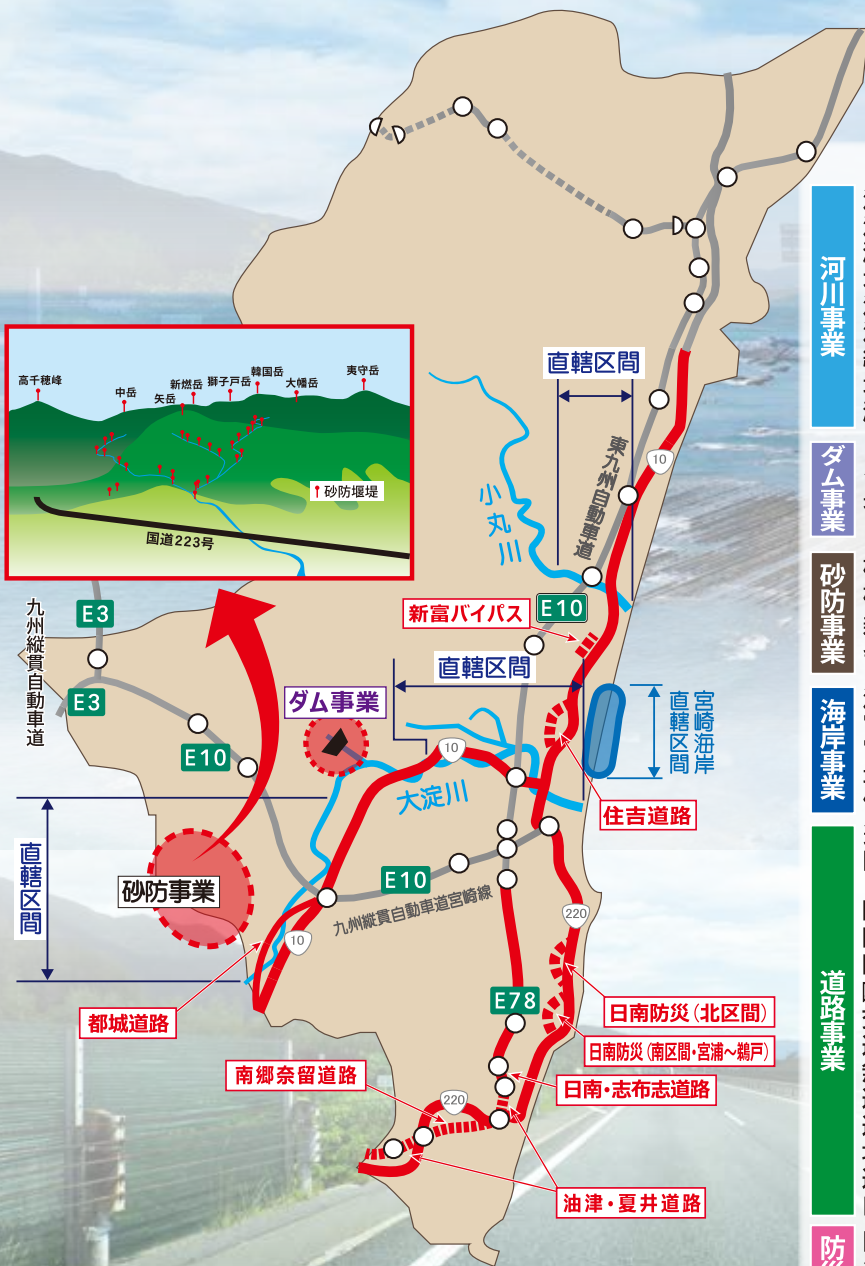 高千穂峰
中岳
矢岳
新燃岳
獅子戸岳
韓国岳
大幡岳
夷守岳
砂防堰堤
国道223号
直轄区間
10
東九州自動車道
小丸川
E10
新富バイパス
九州縦貫自動車道
E3
E3
E10
ダム事業
直轄区間
10
大淀川
宮崎海岸
直轄区間
住吉道路
直轄区間
砂防事業
E10
九州縦貫自動車道宮崎線
10
220
都城道路
E78
日南防災(北区間)
日南防災(南区間・宮浦〜鵜戸)
南郷奈留道路
220
日南・志布志道路
油津・夏井道路
河川事業
ダム事業
砂防事業
海岸事業
道路事業